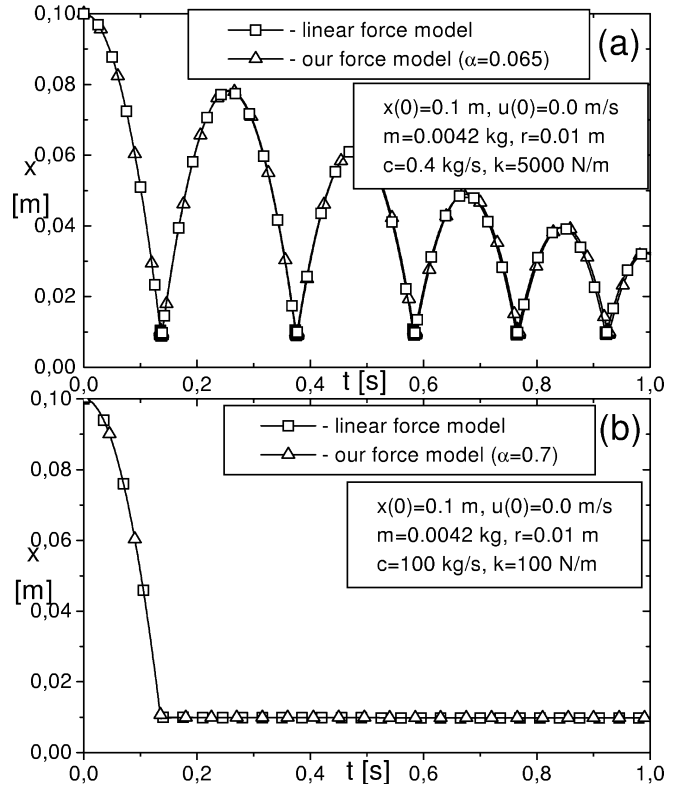 0,10
- linear force model
(a)
- our force model (α=0.065)
0,08
x(0)=0.1 m, u(0)=0.0 m/s
m=0.0042 kg, r=0.01 m
c=0.4 kg/s, k=5000 N/m
0,06
x
[m]
0,04
0,02
0,00
0,0 0,2 0,4 0,6 0,8 1,0
t [s]
0,10
- linear force model
(b)
- our force model (α=0.7)
0,08
x(0)=0.1 m, u(0)=0.0 m/s
m=0.0042 kg, r=0.01 m
c=100 kg/s, k=100 N/m
0,06
x
[m]
0,04
0,02
0,00
0,0 0,2 0,4 0,6 0,8 1,0
t [s]